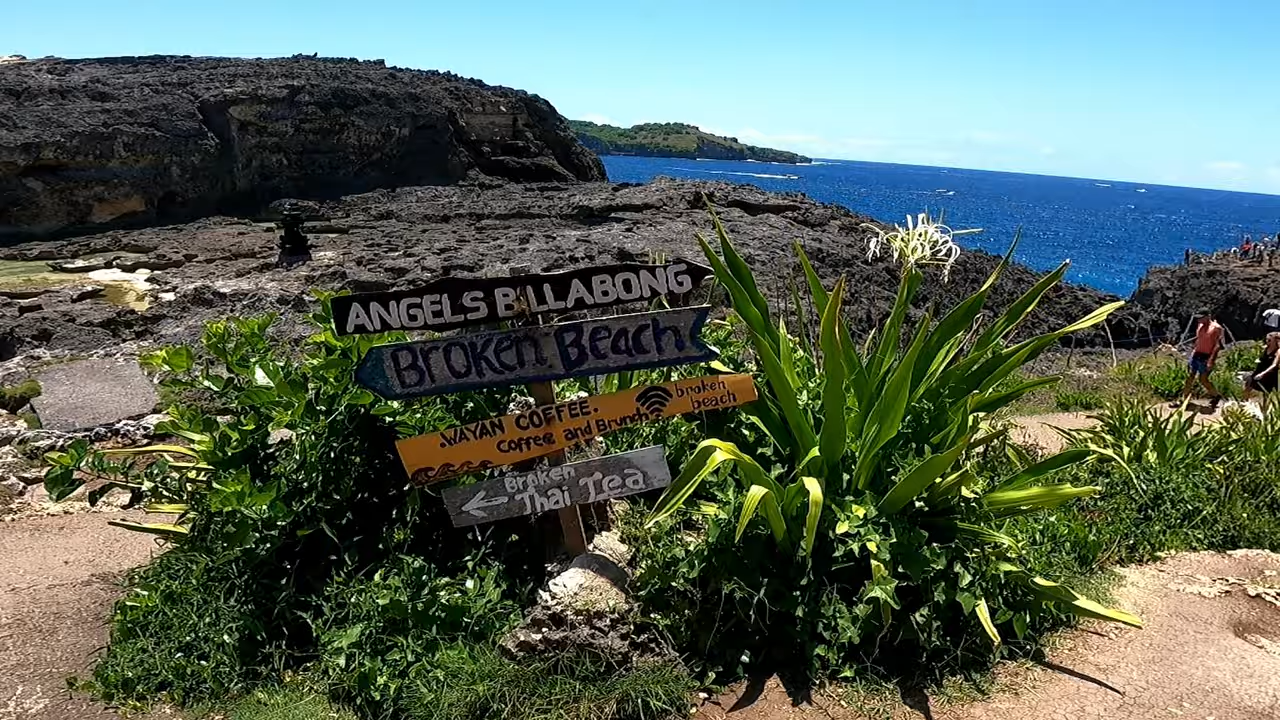 ANGELS BILLABONG
BROKEN BEACH
WAYAN COFFEE.
Coffee and Brunch
broken
beach
Broken
Thai Tea